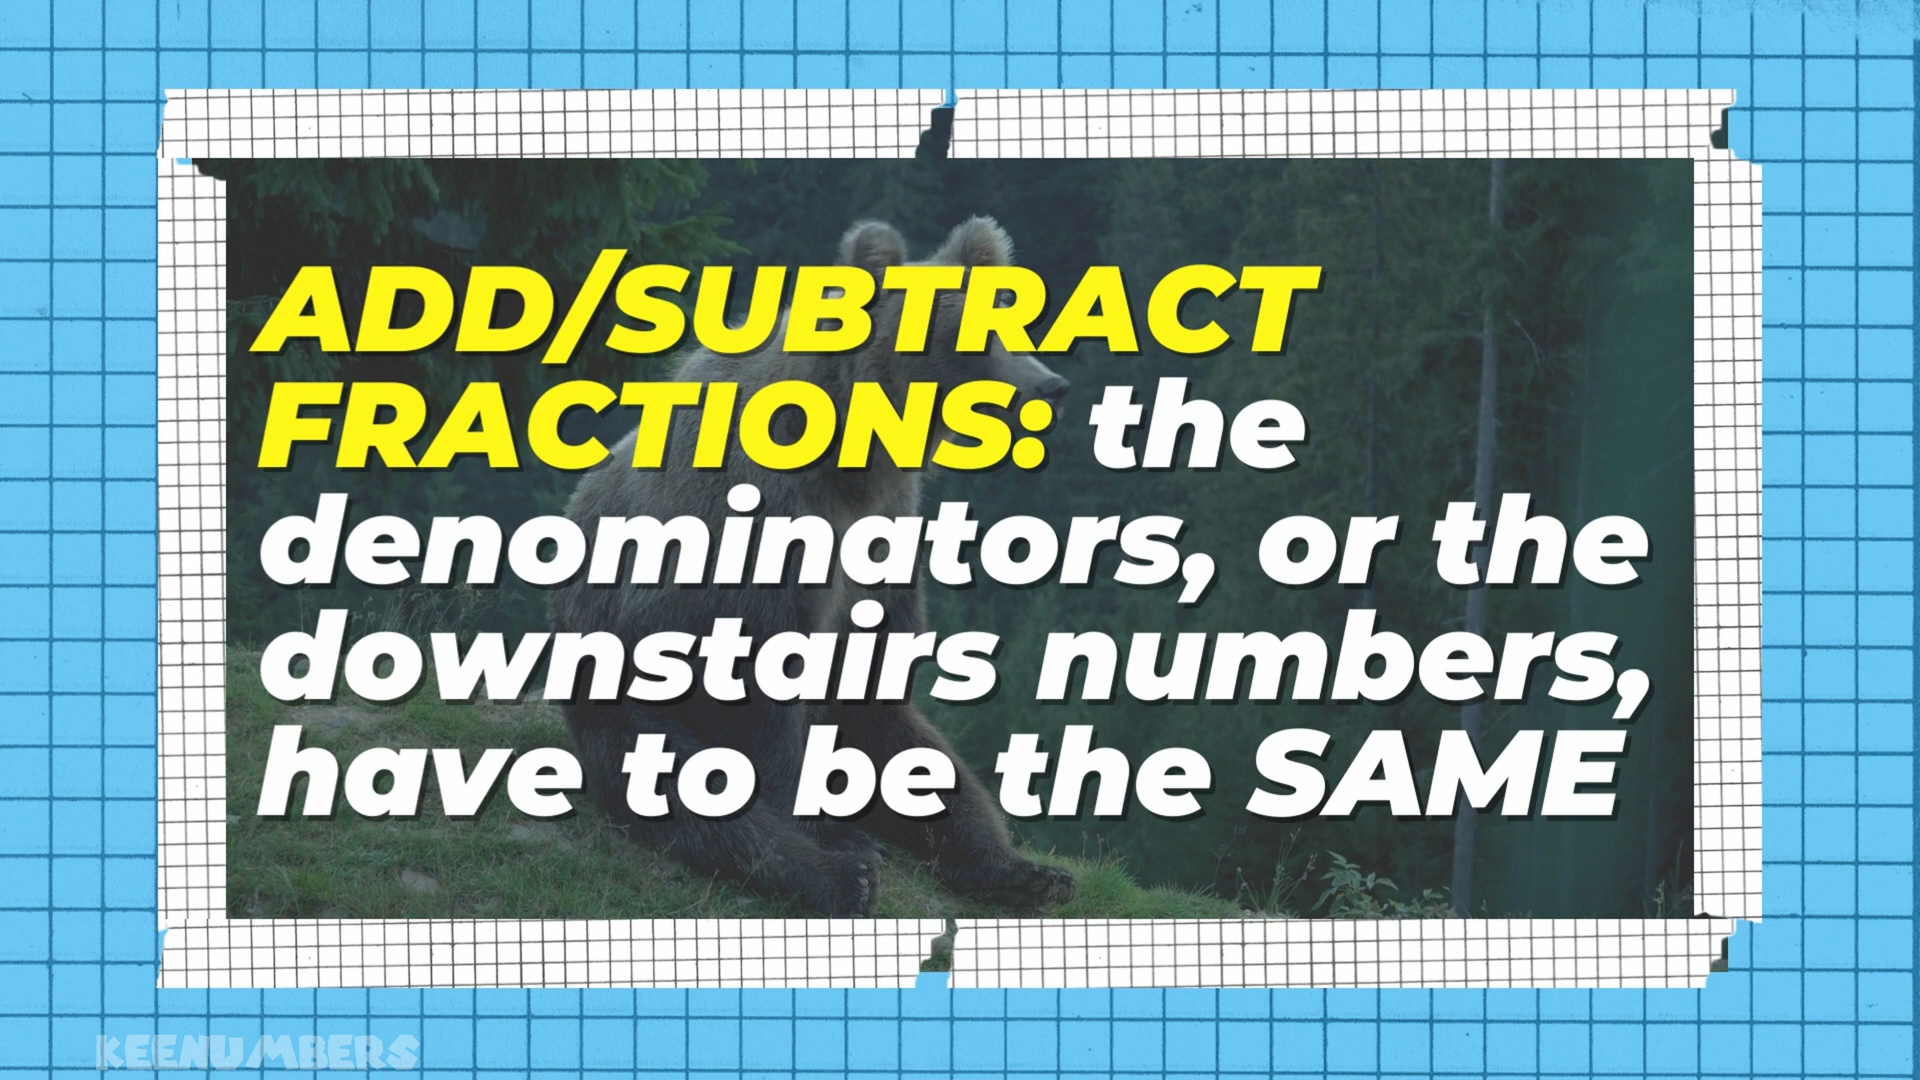 ADD/SUBTRACT
FRACTIONS: the
denominators, or the
downstairs numbers,
have to be the SAME
KEENUMBERS